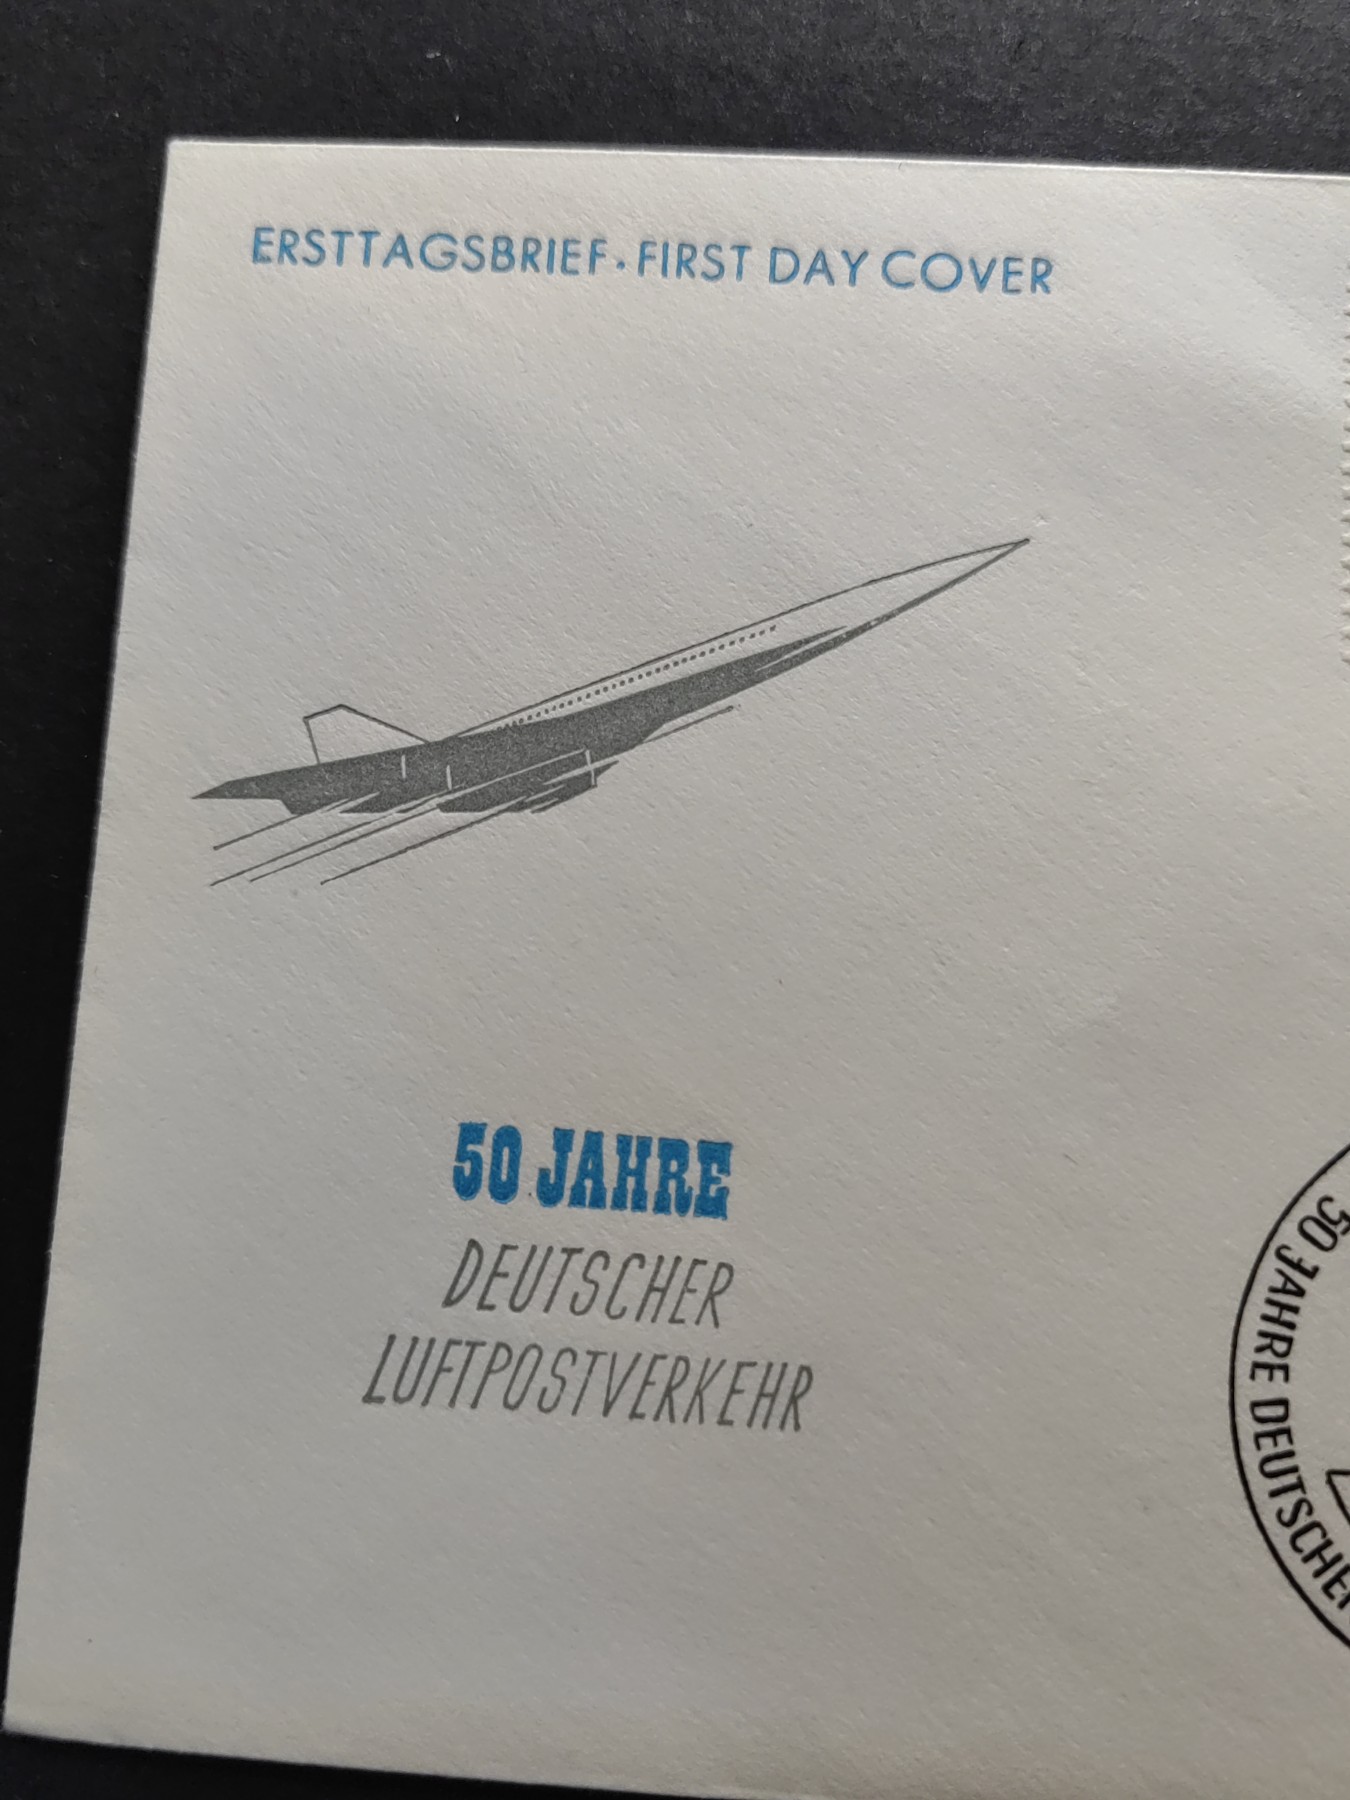 ERSTTAGSBRIEF · FIRST DAY COVER
50 JAHRE
DEUTSCHER
LUFTPOSTVERKEHR
50 JAHRE DEUTSCHER